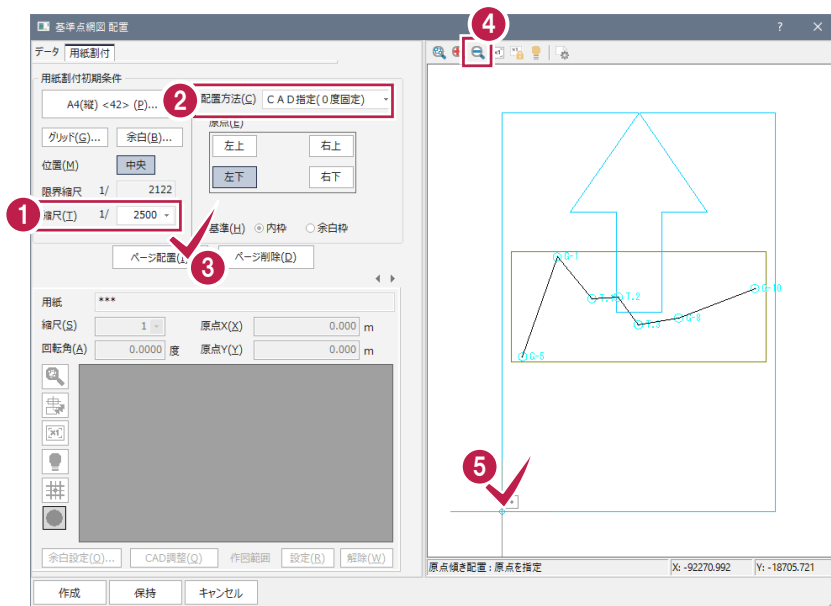 基準点網図 配置
? ×
4
データ 用紙割付
用紙割付初期条件
A4(縦) <42> (P)...
2
配置方法(C) CAD指定(0度固定)
原点(E)
グリッド(G)... 余白(B)...
左上 右上
位置(M) 中央
左下 右下
限界縮尺 1/ 2122
1
縮尺(T) 1/ 2500
基準(H) 内枠 余白枠
ページ配置(I) ページ削除(D)
3
用紙 ***
縮尺(S) 1 原点X(X) 0.000 m
回転角(A) 0.0000 度 原点Y(Y) 0.000 m
余白設定(O)... CAD調整(Q) 作図範囲 設定(R) 解除(W)
作成 保持 キャンセル
G-1
T.1 T.2
G-10
T.3 G-8
G-6
5
原点傾き配置:原点を指定 X: -92270.992 Y: -18705.721